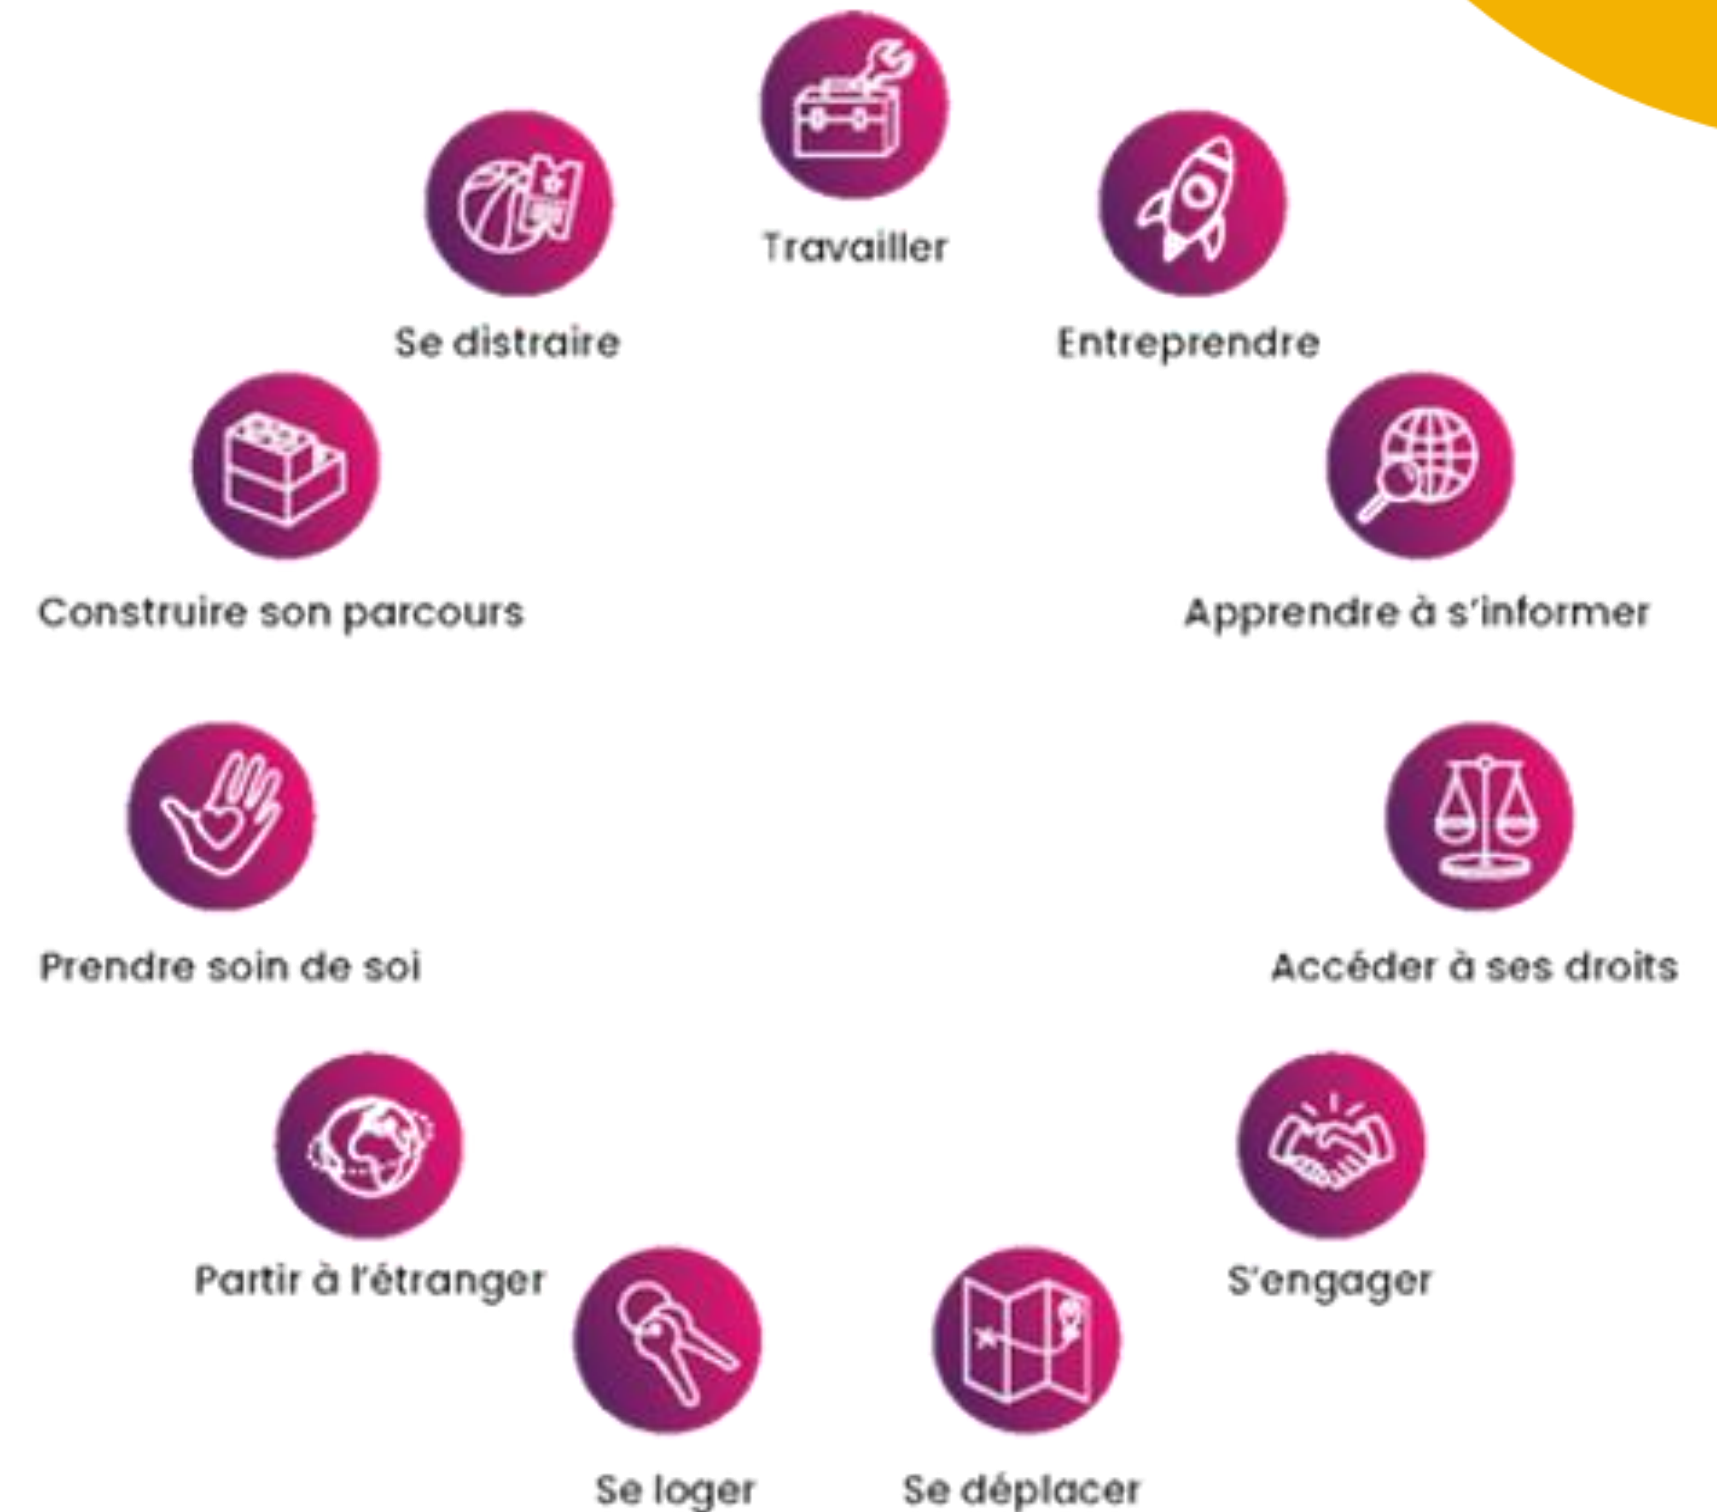 Travailler
Se distraire
Entreprendre
Construire son parcours
Apprendre à s'informer
Prendre soin de soi
Accéder à ses droits
Partir à l'étranger
S'engager
Se loger
Se déplacer